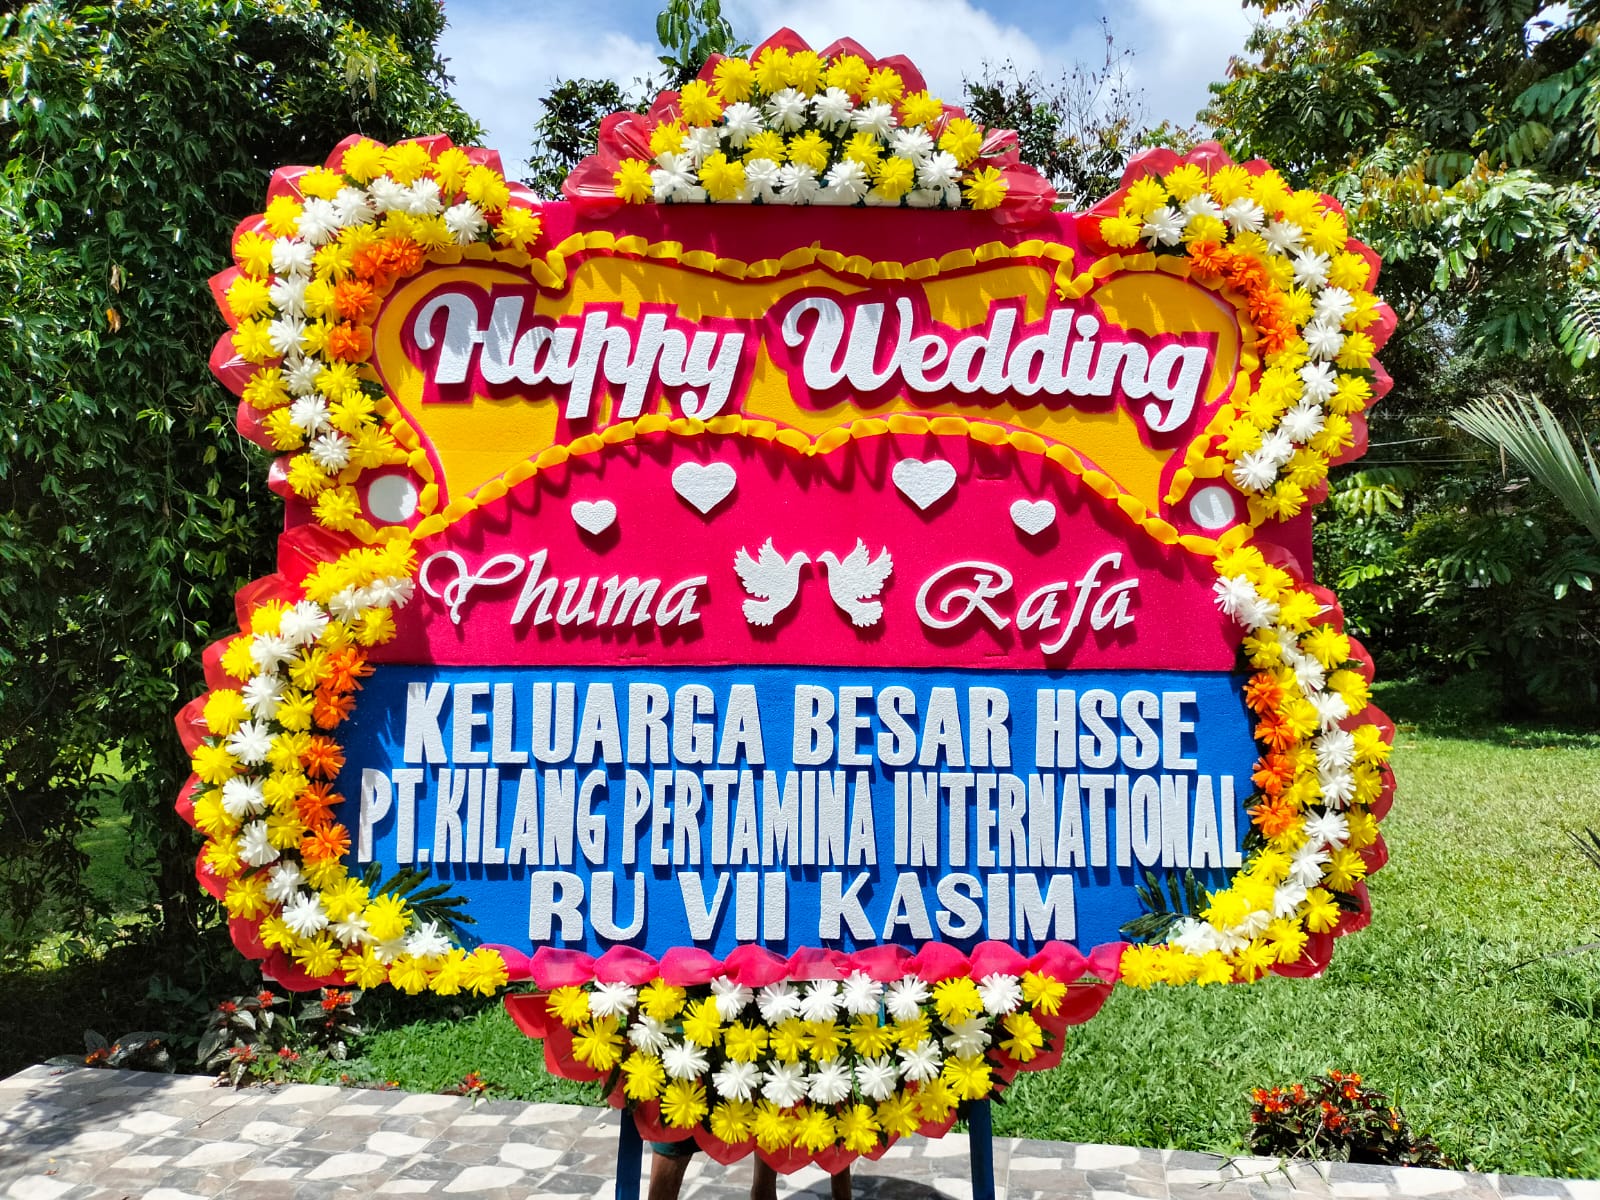 Happy Wedding
Yhuma Rafa
KELUARGA BESAR HSSE
PT.KILANG PERTAMINA INTERNATIONAL
RU VII KASIM